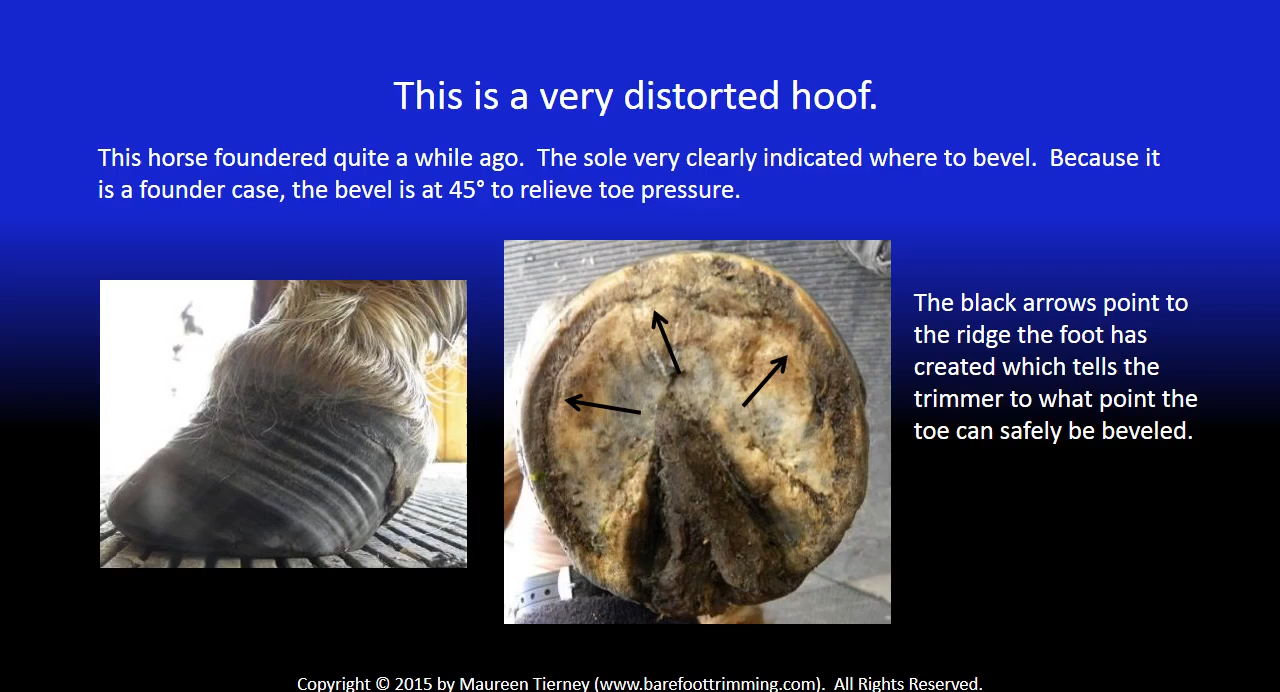 This is a very distorted hoof.
This horse foundered quite a while ago.  The sole very clearly indicated where to bevel.  Because it
is a founder case, the bevel is at 45° to relieve toe pressure.
The black arrows point to
the ridge the foot has
created which tells the
trimmer to what point the
toe can safely be beveled.
Copyright © 2015 by Maureen Tierney (www.barefoottrimming.com).  All Rights Reserved.